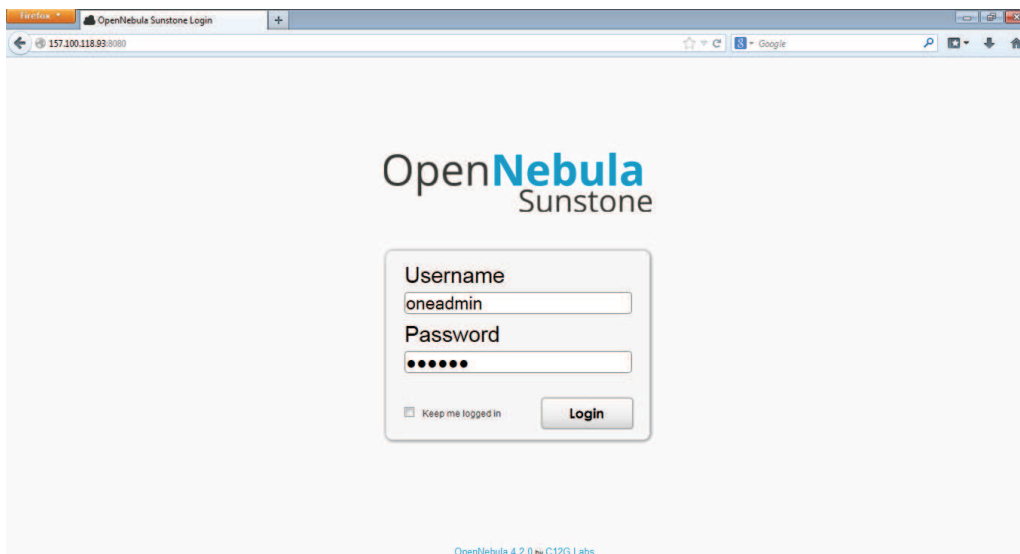 Firefox
OpenNebula Sunstone Login
157.100.118.93:8080
Google
OpenNebula
Sunstone
Username
oneadmin
Password
●●●●●●
Keep me logged in
Login
OpenNebula 4.2.0 by C12G Labs